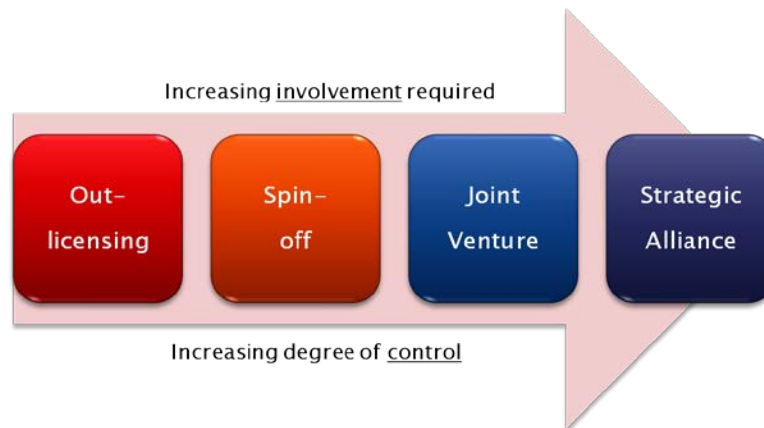 Increasing involvement required
Out-
licensing
Spin-
off
Joint
Venture
Strategic
Alliance
Increasing degree of control